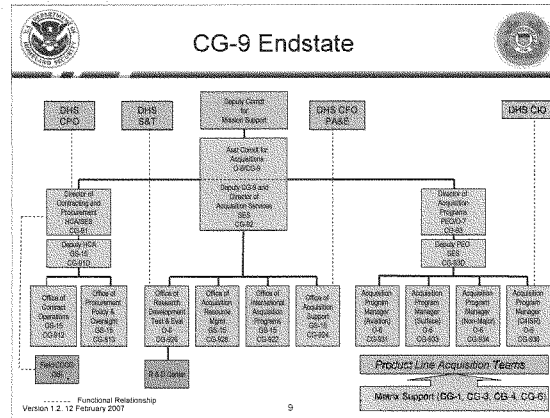 CG-9 Endstate
DHS
CPO
DHS
S&T
Deputy Comdt
for
Mission Support
DHS CFO
PA&E
DHS CIO
Asst Comdt for
Acquisitions
Deputy CG-9 and
Director of
Acquisition Services
SES
CG-92
Director of
Contracting and
Procurement
HCA/SES
CG-91
Director of
Acquisition
Programs
PEO/O-7
CG-93
Deputy HCA
GS-15
CG-91D
Deputy PEO
SES
CG-93D
Office of
Contract
Operations
GS-15
CG-912
Office of
Procurement
Policy &
Oversight
GS-15
CG-913
Office of
Research
Development
Test & Eval
O-6
CG-926
Office of
Acquisition
Resource
Mgmt
GS-15
CG-928
Office of
International
Acquisition
Programs
GS-15
CG-922
Office of
Acquisition
Support
GS-15
CG-924
Acquisition
Program
Manager
(Aviation)
O-6
CG-931
Acquisition
Program
Manager
(Surface)
O-6
CG-933
Acquisition
Program
Manager
(Non-Major)
O-6
Acquisition
Program
Manager
(C4ISR)
O-6
R & D Center
Product Line Acquisition Teams
Matrix Support (CG-1, CG-3, CG-4, CG-6)
Functional Relationship
Version 1.2. 12 February 2007
9